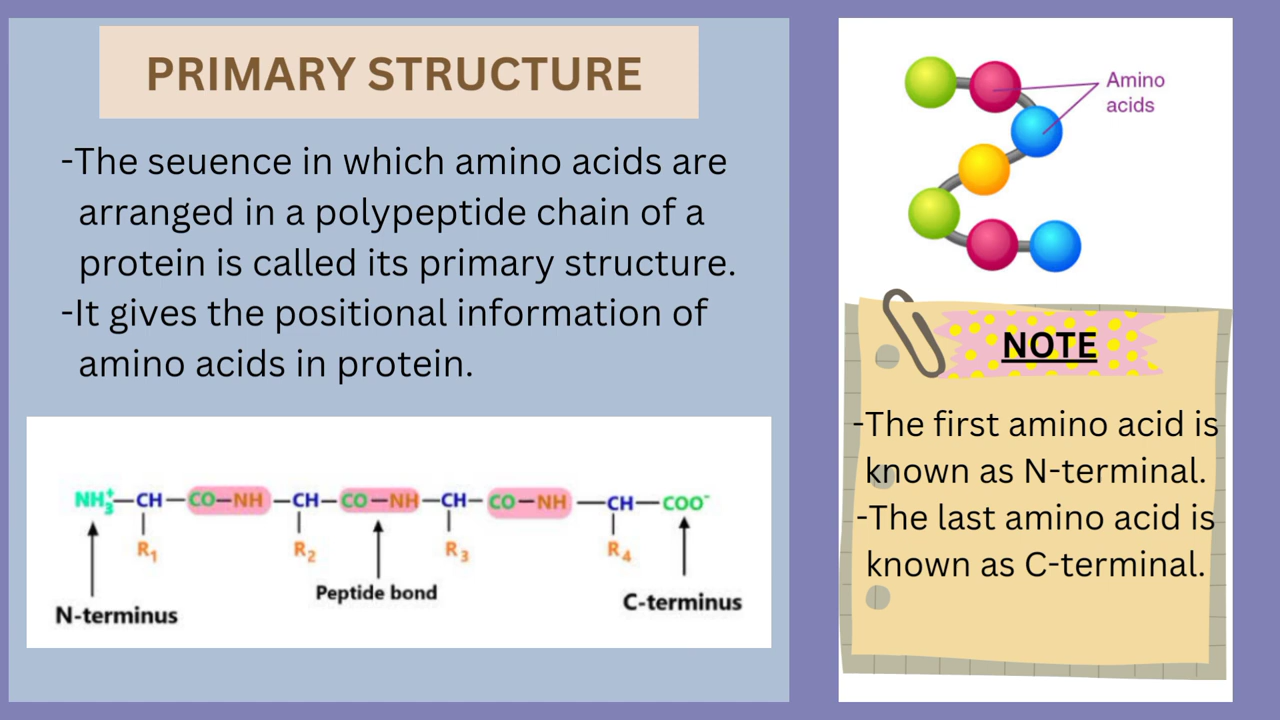 PRIMARY STRUCTURE
-The seuence in which amino acids are
arranged in a polypeptide chain of a
protein is called its primary structure.
-It gives the positional information of
amino acids in protein.
NH₃⁺—CH—CO—NH—CH—CO—NH—CH—CO—NH—CH—COO⁻
R₁ R₂ R₃ R₄
Peptide bond
N-terminus
C-terminus
Amino
acids
NOTE
-The first amino acid is
known as N-terminal.
-The last amino acid is
known as C-terminal.